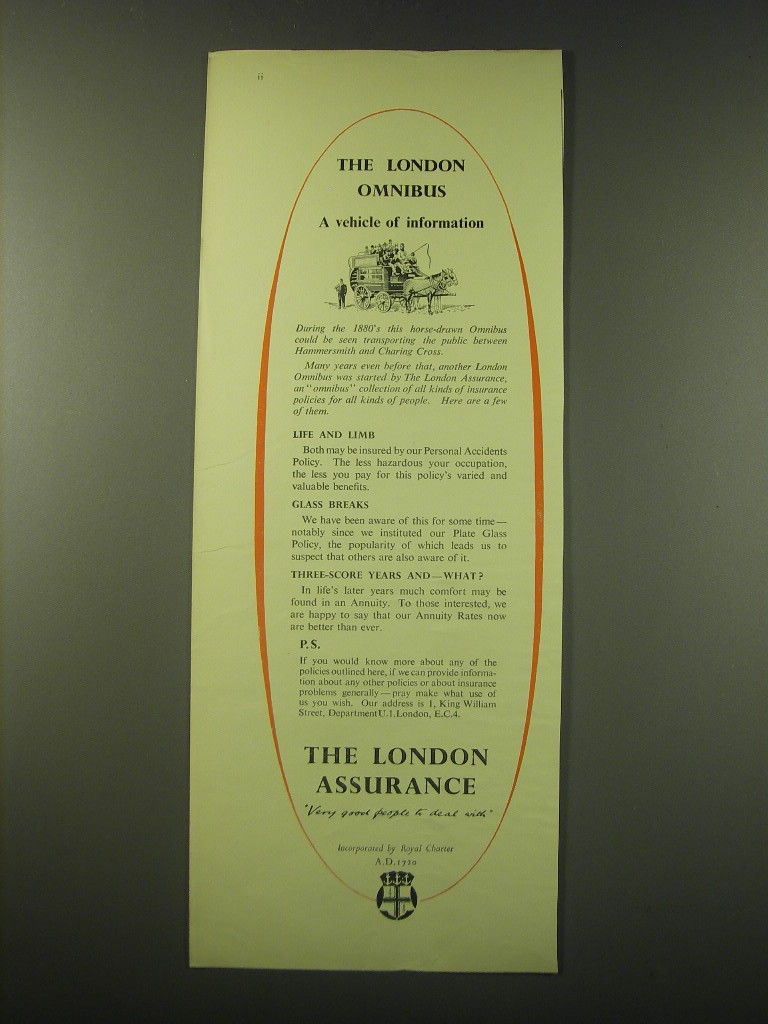 ii
THE LONDON
OMNIBUS
A vehicle of information
During the 1880's this horse-drawn Omnibus
could be seen transporting the public between
Hammersmith and Charing Cross.
Many years even before that, another London
Omnibus was started by The London Assurance,
an "omnibus" collection of all kinds of insurance
policies for all kinds of people. Here are a few
of them.
LIFE AND LIMB
Both may be insured by our Personal Accidents
Policy. The less hazardous your occupation,
the less you pay for this policy's varied and
valuable benefits.
GLASS BREAKS
We have been aware of this for some time—
notably since we instituted our Plate Glass
Policy, the popularity of which leads us to
suspect that others are also aware of it.
THREE-SCORE YEARS AND—WHAT?
In life's later years much comfort may be
found in an Annuity. To those interested, we
are happy to say that our Annuity Rates now
are better than ever.
P.S.
If you would know more about any of the
policies outlined here, if we can provide informa-
tion about any other policies or about insurance
problems generally—pray make what use of
us you wish. Our address is 1, King William
Street, Department U.1, London, E.C.4.
THE LONDON
ASSURANCE
"Very good people to deal with"
Incorporated by Royal Charter
A.D. 1720